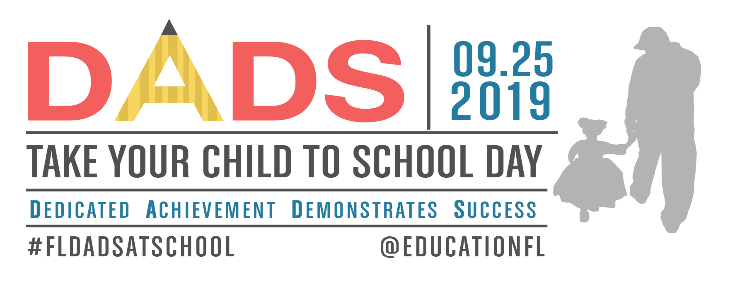 DADS
09.25
2019
TAKE YOUR CHILD TO SCHOOL DAY
DEDICATED ACHIEVEMENT DEMONSTRATES SUCCESS
#FLDADSATSCHOOL @EDUCATIONFL